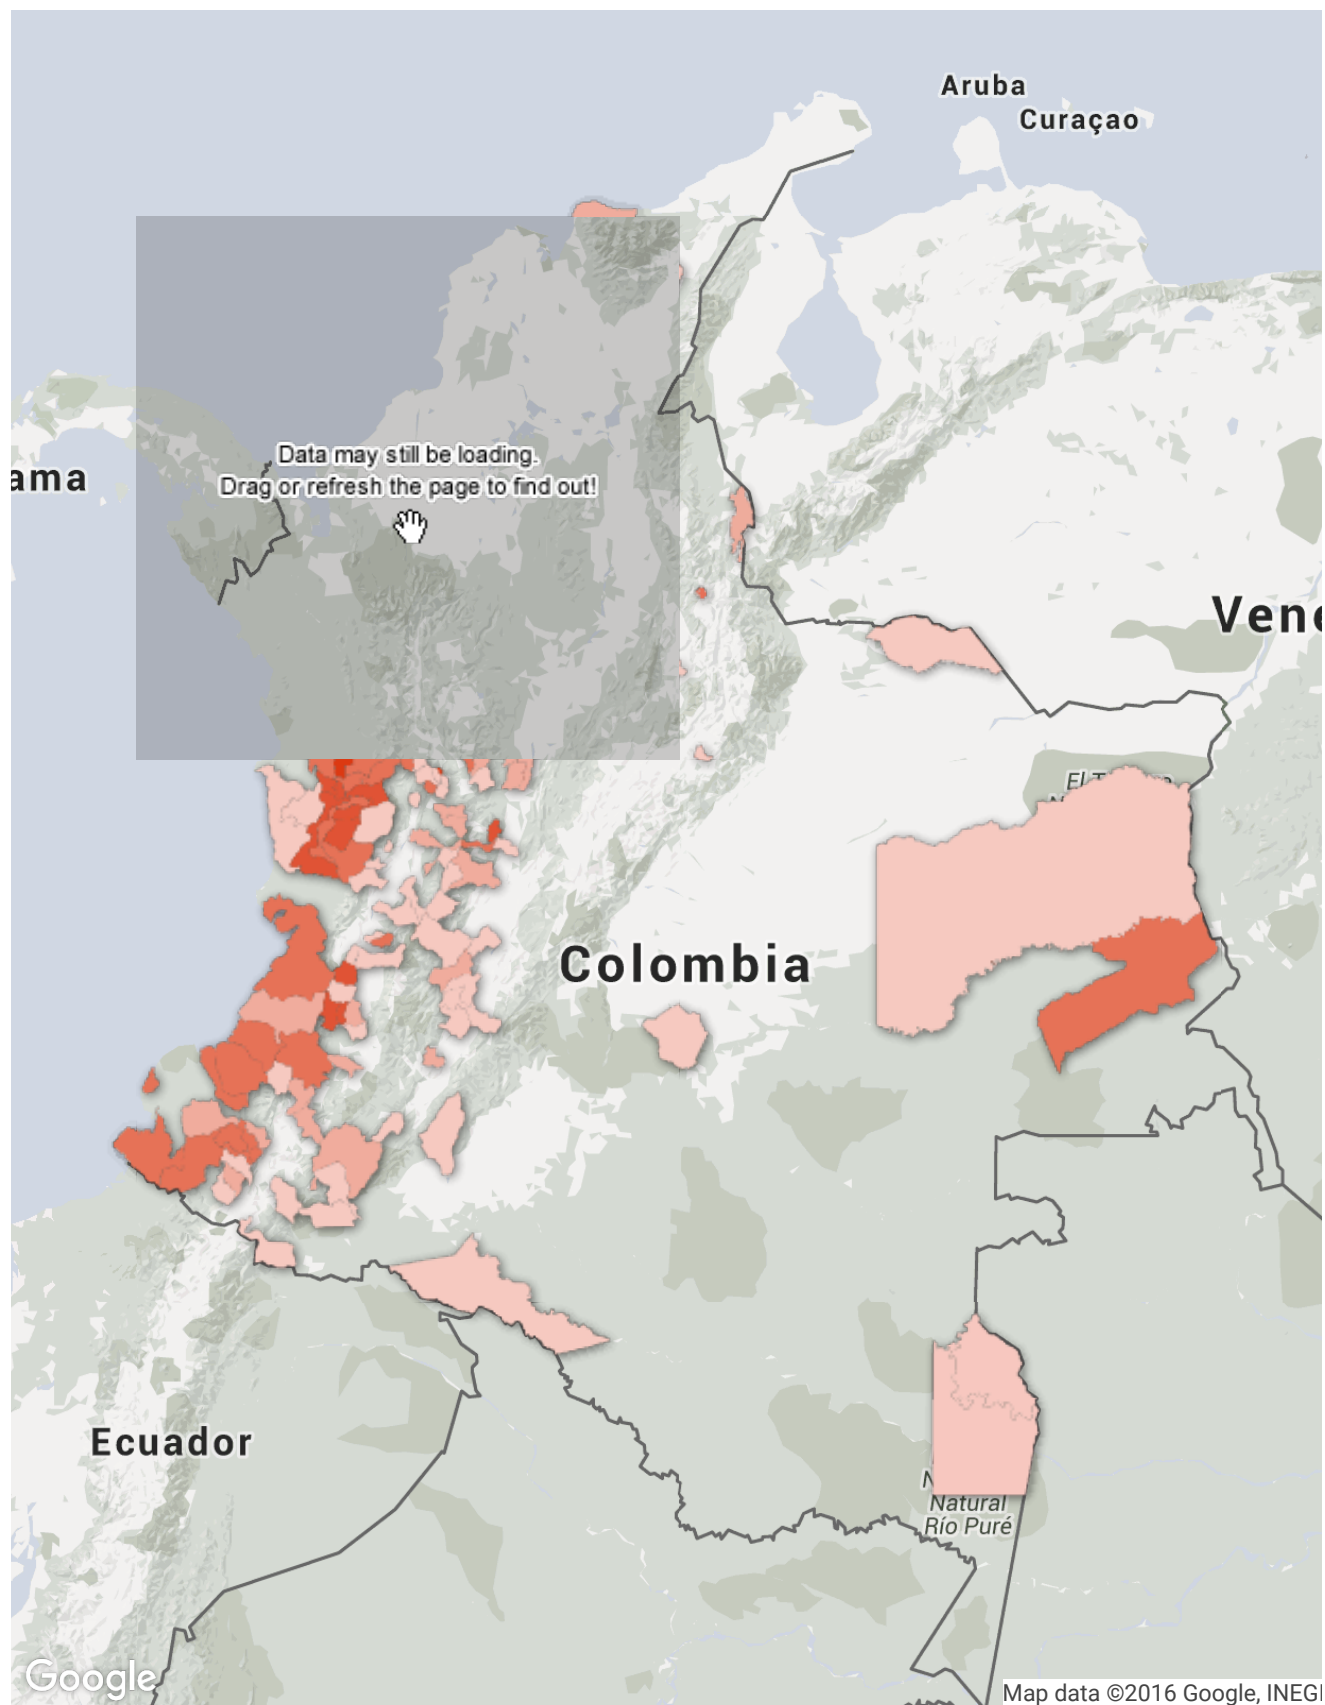 Aruba
Curaçao
Data may still be loading.
Drag or refresh the page to find out!
ama
Vene
El T
N
Colombia
Ecuador
N
Natural
Río Puré
Google
Map data ©2016 Google, INEGI